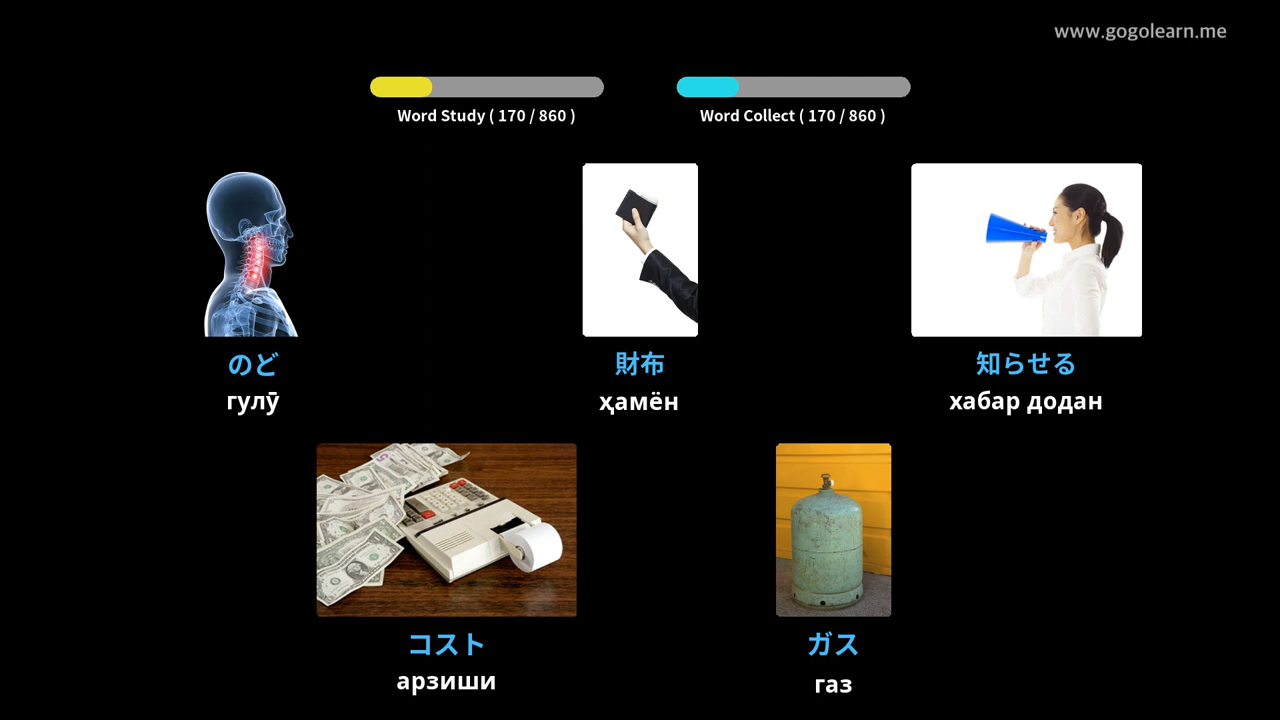 www.gogolearn.me
Word Study ( 170 / 860 )
Word Collect ( 170 / 860 )
のど
гулӯ
財布
ҳамён
知らせる
хабар додан
コスト
арзиши
ガス
газ